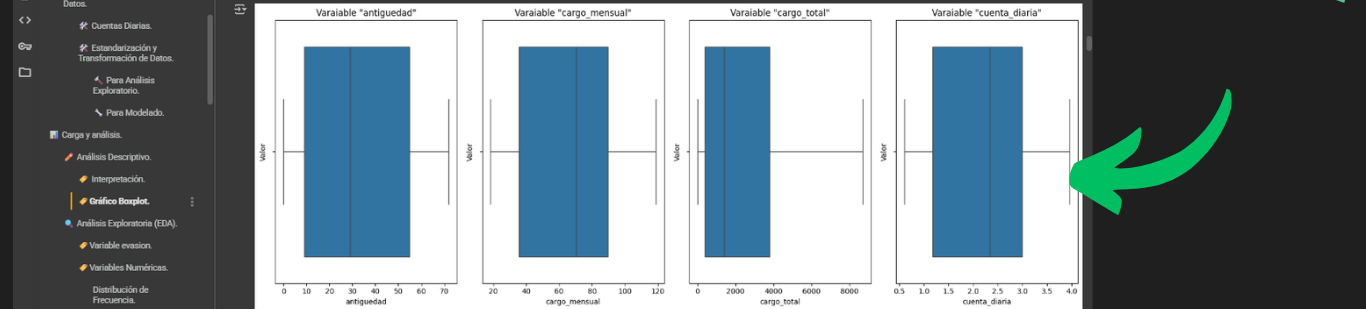 Datos.
Cuentas Diarias.
Estandarización y
Transformación de Datos.
Para Análisis
Exploratorio.
Para Modelado.
Carga y análisis.
Análisis Descriptivo.
Interpretación.
Gráfico Boxplot.
Análisis Exploratoria (EDA).
Variable evasion.
Variables Numéricas.
Distribución de
Frecuencia.
Varaiable "antiguedad"
Valor
0 10 20 30 40 50 60 70
antiguedad
Varaiable "cargo_mensual"
Valor
20 40 60 80 100 120
cargo_mensual
Varaiable "cargo_total"
Valor
0 2000 4000 6000 8000
cargo_total
Varaiable "cuenta_diaria"
Valor
0.5 1.0 1.5 2.0 2.5 3.0 3.5 4.0
cuenta_diaria